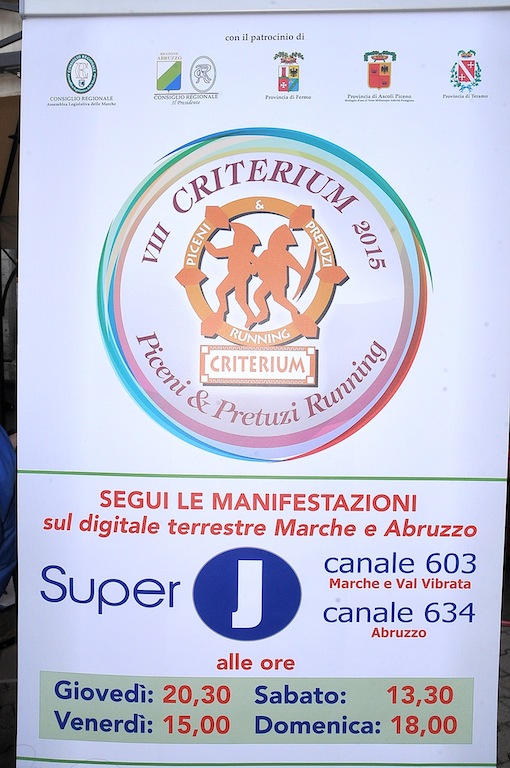 con il patrocinio di
CONSIGLIO REGIONALE
Assemblea Legislativa delle Marche
REGIONE
ABRUZZO
CONSIGLIO REGIONALE
Il Presidente
Provincia di Fermo
Provincia di Ascoli Piceno
Provincia di Teramo
VIII CRITERIUM 2015
PICENI & PRETUZI
RUNNING
CRITERIUM
Piceni & Pretuzi Running
SEGUI LE MANIFESTAZIONI
sul digitale terrestre Marche e Abruzzo
Super J
canale 603
Marche e Val Vibrata
canale 634
Abruzzo
alle ore
Giovedì: 20,30 Sabato: 13,30
Venerdì: 15,00 Domenica: 18,00